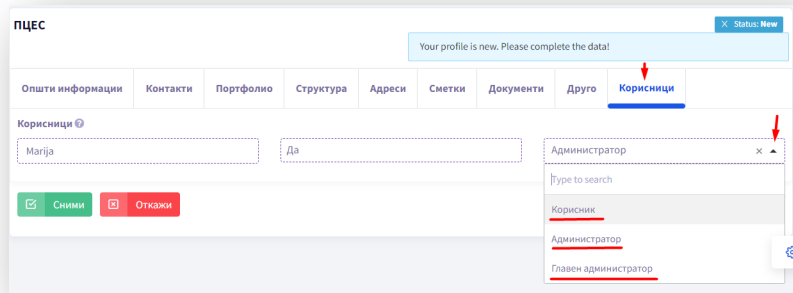 ПЦЕС
Status: New
Your profile is new. Please complete the data!
Општи информации Контакти Портфолио Структура Адреси Сметки Документи Друго Корисници
Корисници
Marija Да Администратор
Type to search
Корисник
Сними Откажи
Администратор
Главен администратор